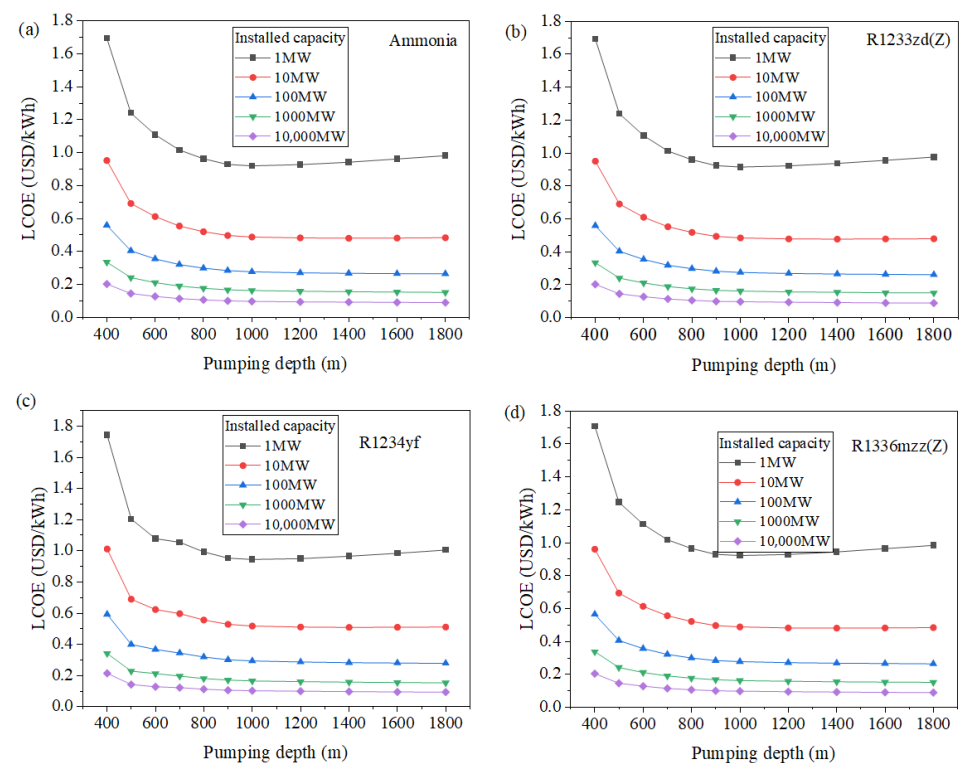 (a)
Ammonia
Installed capacity
1MW
10MW
100MW
1000MW
10,000MW
LCOE (USD/kWh)
1.8
1.6
1.4
1.2
1.0
0.8
0.6
0.4
0.2
0.0
400 600 800 1000 1200 1400 1600 1800
Pumping depth (m)
(b)
R1233zd(Z)
Installed capacity
1MW
10MW
100MW
1000MW
10,000MW
LCOE (USD/kWh)
1.8
1.6
1.4
1.2
1.0
0.8
0.6
0.4
0.2
0.0
400 600 800 1000 1200 1400 1600 1800
Pumping depth (m)
(c)
R1234yf
Installed capacity
1MW
10MW
100MW
1000MW
10,000MW
LCOE (USD/kWh)
1.8
1.6
1.4
1.2
1.0
0.8
0.6
0.4
0.2
0.0
400 600 800 1000 1200 1400 1600 1800
Pumping depth (m)
(d)
R1336mzz(Z)
Installed capacity
1MW
10MW
100MW
1000MW
10,000MW
LCOE (USD/kWh)
1.8
1.6
1.4
1.2
1.0
0.8
0.6
0.4
0.2
0.0
400 600 800 1000 1200 1400 1600 1800
Pumping depth (m)